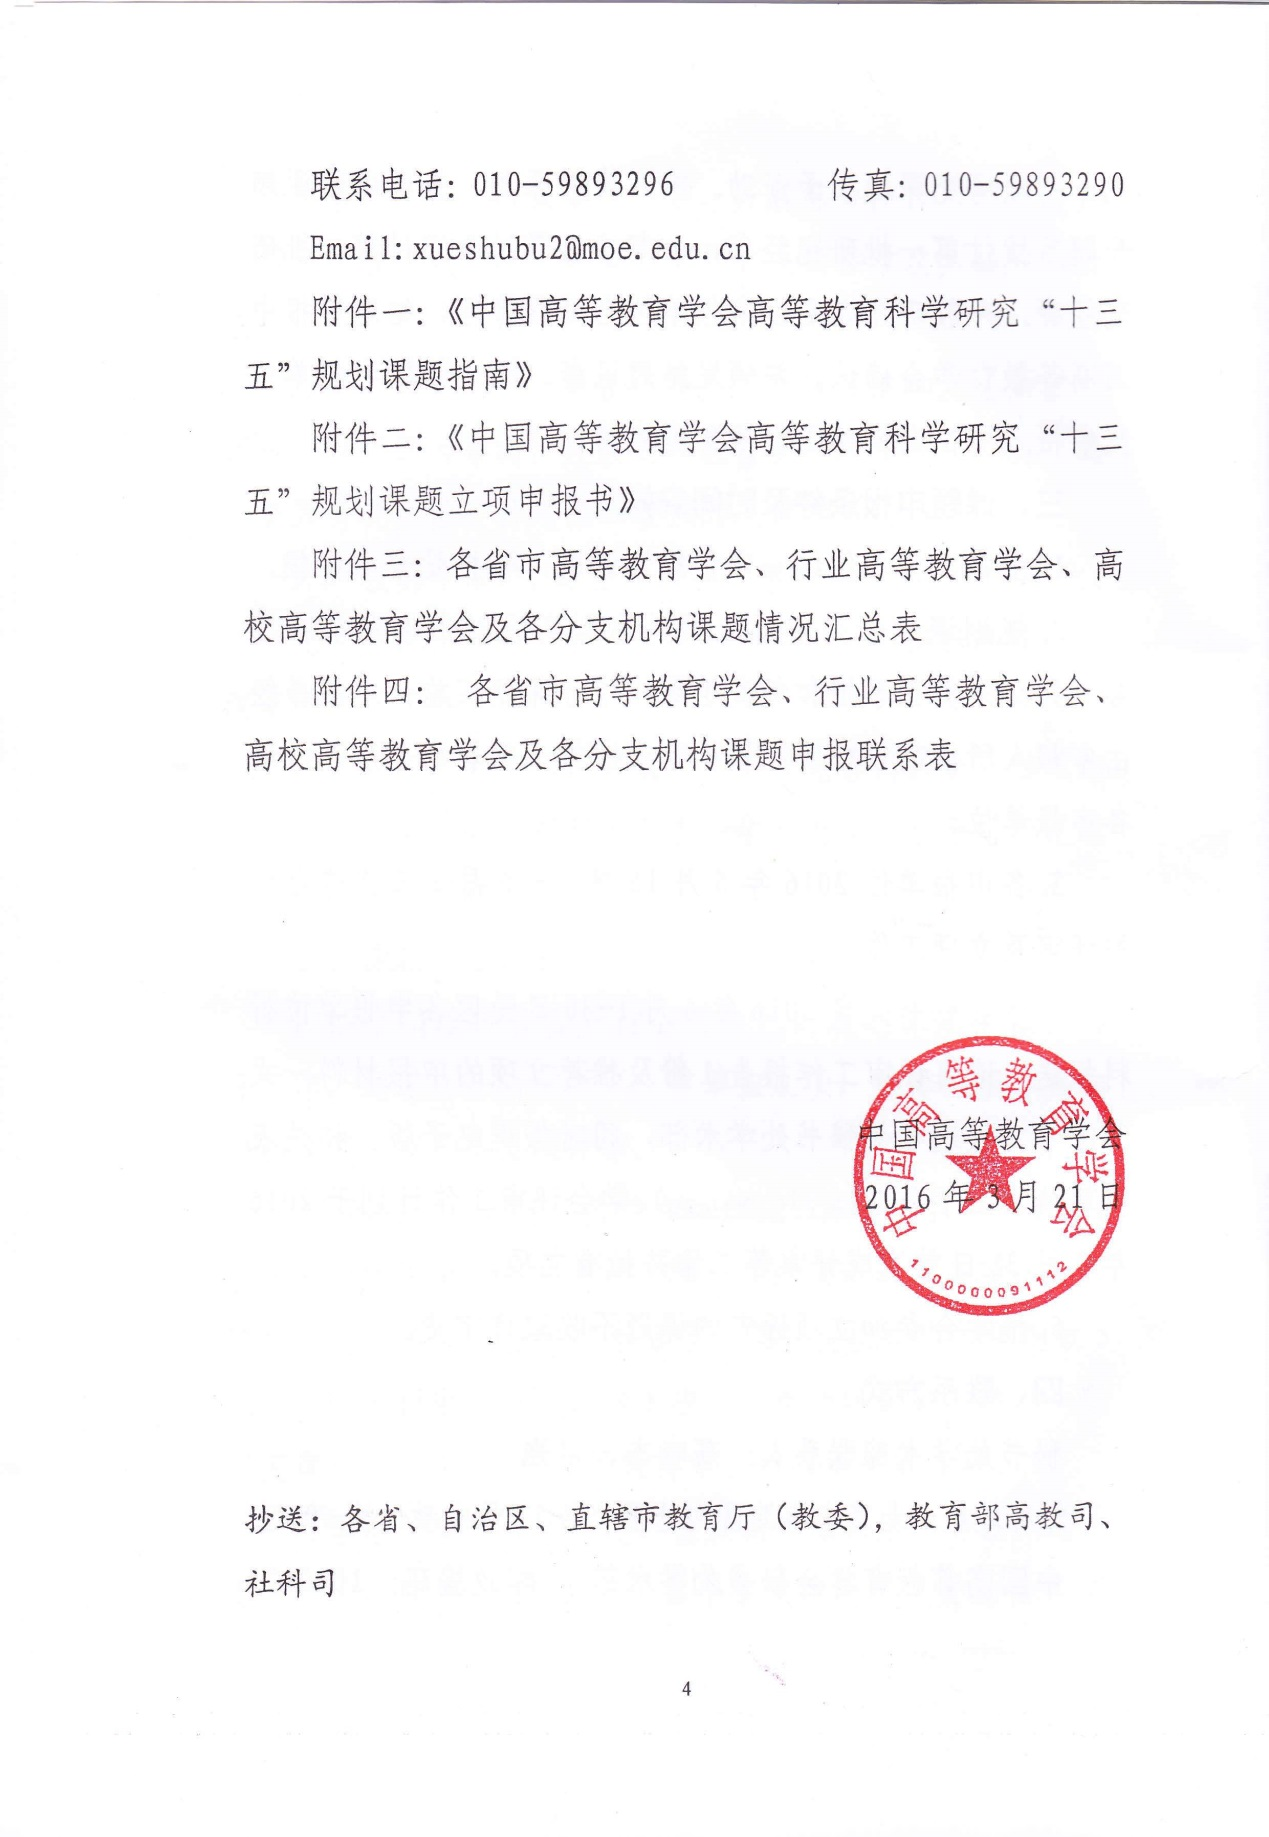 联系电话：010-59893296 传真：010-59893290
Email:xueshubu2@moe.edu.cn
附件一：《中国高等教育学会高等教育科学研究“十三
五”规划课题指南》
附件二：《中国高等教育学会高等教育科学研究“十三
五”规划课题立项申报书》
附件三：各省市高等教育学会、行业高等教育学会、高
校高等教育学会及各分支机构课题情况汇总表
附件四： 各省市高等教育学会、行业高等教育学会、
高校高等教育学会及各分支机构课题申报联系表
中国高等教育学会
中国高等教育学会
2016年3月21日
1100000091112
抄送：各省、自治区、直辖市教育厅（教委），教育部高教司、
社科司
4